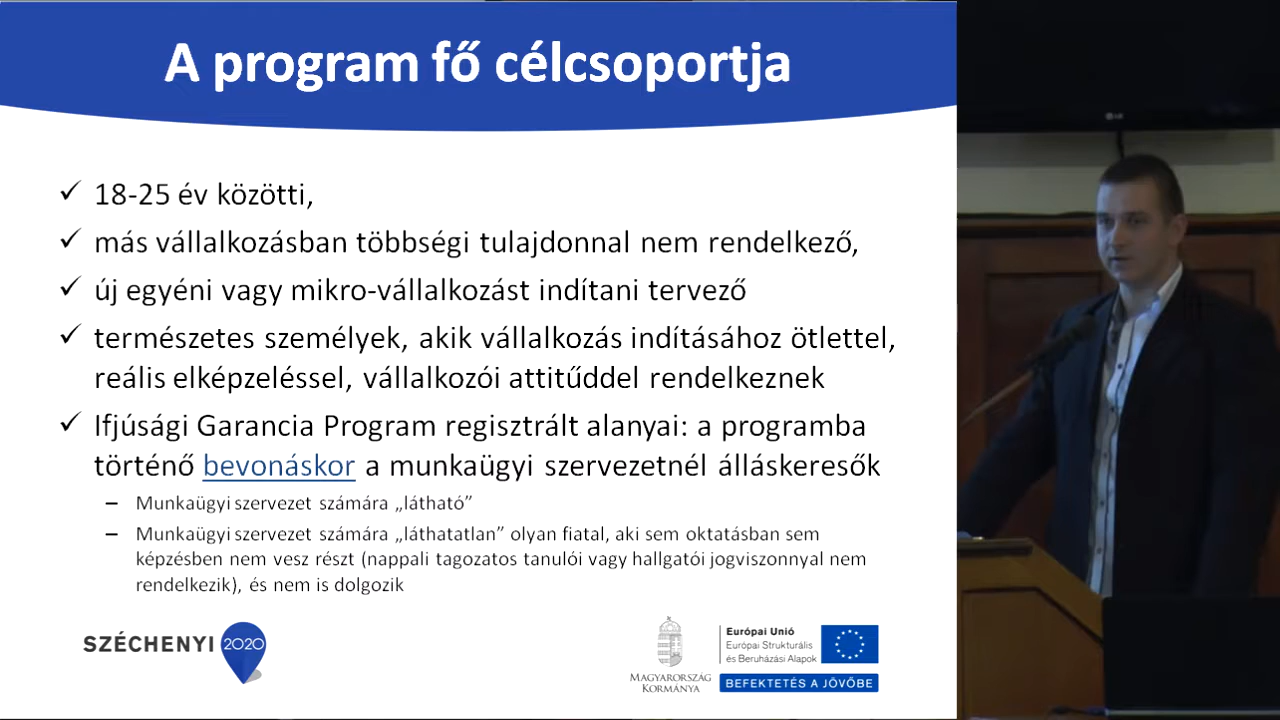 A program fő célcsoportja
18-25 év közötti,
más vállalkozásban többségi tulajdonnal nem rendelkező,
új egyéni vagy mikro-vállalkozást indítani tervező
természetes személyek, akik vállalkozás indításához ötlettel,
reális elképzeléssel, vállalkozói attitűddel rendelkeznek
Ifjúsági Garancia Program regisztrált alanyai: a programba
történő bevonáskor a munkaügyi szervezetnél álláskeresők
– Munkaügyi szervezet számára „látható”
– Munkaügyi szervezet számára „láthatatlan” olyan fiatal, aki sem oktatásban sem
képzésben nem vesz részt (nappali tagozatos tanulói vagy hallgatói jogviszonnyal nem
rendelkezik), és nem is dolgozik
SZÉCHENYI 2020
MAGYARORSZÁG
KORMÁNYA
Európai Unió
Európai Strukturális
és Beruházási Alapok
BEFEKTETÉS A JÖVŐBE
LG